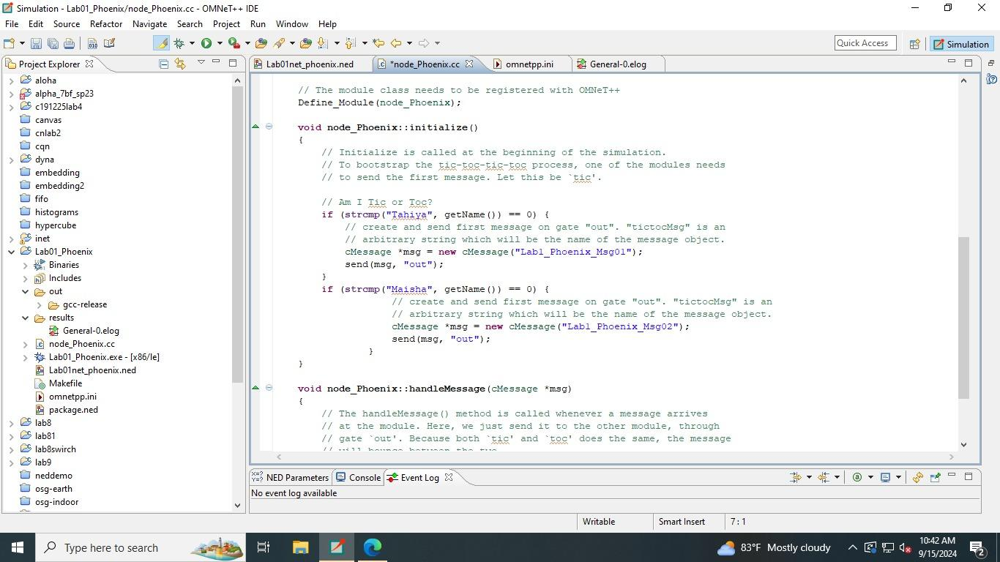 Simulation - Lab01_Phoenix/node_Phoenix.cc - OMNeT++ IDE
File Edit Source Refactor Navigate Search Project Run Window Help
Quick Access
Simulation
Project Explorer
aloha
alpha_7bf_sp23
c191225lab4
canvas
cnlab2
cqn
dyna
embedding
embedding2
fifo
histograms
hypercube
inet
Lab01_Phoenix
Binaries
Includes
out
gcc-release
results
General-0.elog
node_Phoenix.cc
Lab01_Phoenix.exe - [x86/le]
Lab01net_phoenix.ned
Makefile
omnetpp.ini
package.ned
lab8
lab81
lab8swirch
lab9
neddemo
osg-earth
osg-indoor
Lab01net_phoenix.ned *node_Phoenix.cc omnetpp.ini General-0.elog
// The module class needs to be registered with OMNeT++
Define_Module(node_Phoenix);
void node_Phoenix::initialize()
{
// Initialize is called at the beginning of the simulation.
// To bootstrap the tic-toc-tic-toc process, one of the modules needs
// to send the first message. Let this be `tic'.
// Am I Tic or Toc?
if (strcmp("Tahiya", getName()) == 0) {
// create and send first message on gate "out". "tictocMsg" is an
// arbitrary string which will be the name of the message object.
cMessage *msg = new cMessage("Lab1_Phoenix_Msg01");
send(msg, "out");
}
if (strcmp("Maisha", getName()) == 0) {
// create and send first message on gate "out". "tictocMsg" is an
// arbitrary string which will be the name of the message object.
cMessage *msg = new cMessage("Lab1_Phoenix_Msg02");
send(msg, "out");
}
}
void node_Phoenix::handleMessage(cMessage *msg)
{
// The handleMessage() method is called whenever a message arrives
// at the module. Here, we just send it to the other module, through
// gate `out'. Because both `tic' and `toc' does the same, the message
// will bounce between the two.
NED Parameters Console Event Log
No event log available
Writable Smart Insert 7 : 1
Type here to search
83°F Mostly cloudy
10:42 AM
9/15/2024
2